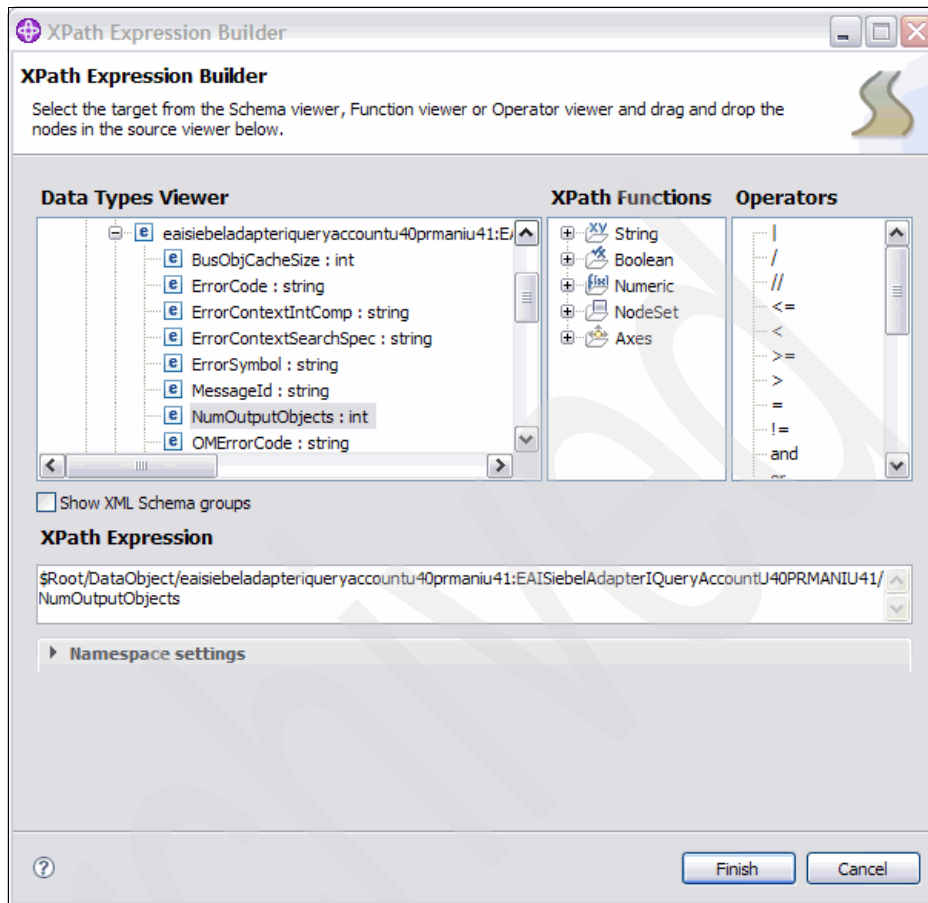 XPath Expression Builder
XPath Expression Builder
Select the target from the Schema viewer, Function viewer or Operator viewer and drag and drop the
nodes in the source viewer below.
Data Types Viewer
eaisiebeladapteriqueryaccountu40prmaniu41:E
BusObjCacheSize : int
ErrorCode : string
ErrorContextIntComp : string
ErrorContextSearchSpec : string
ErrorSymbol : string
MessageId : string
NumOutputObjects : int
OMErrorCode : string
XPath Functions
String
Boolean
Numeric
NodeSet
Axes
Operators
|
/
//
<=
<
>=
>
=
!=
and
or
Show XML Schema groups
XPath Expression
$Root/DataObject/eaisiebeladapteriqueryaccountu40prmaniu41:EAISiebelAdapterIQueryAccountU40PRMANIU41/
NumOutputObjects
Namespace settings
Finish
Cancel